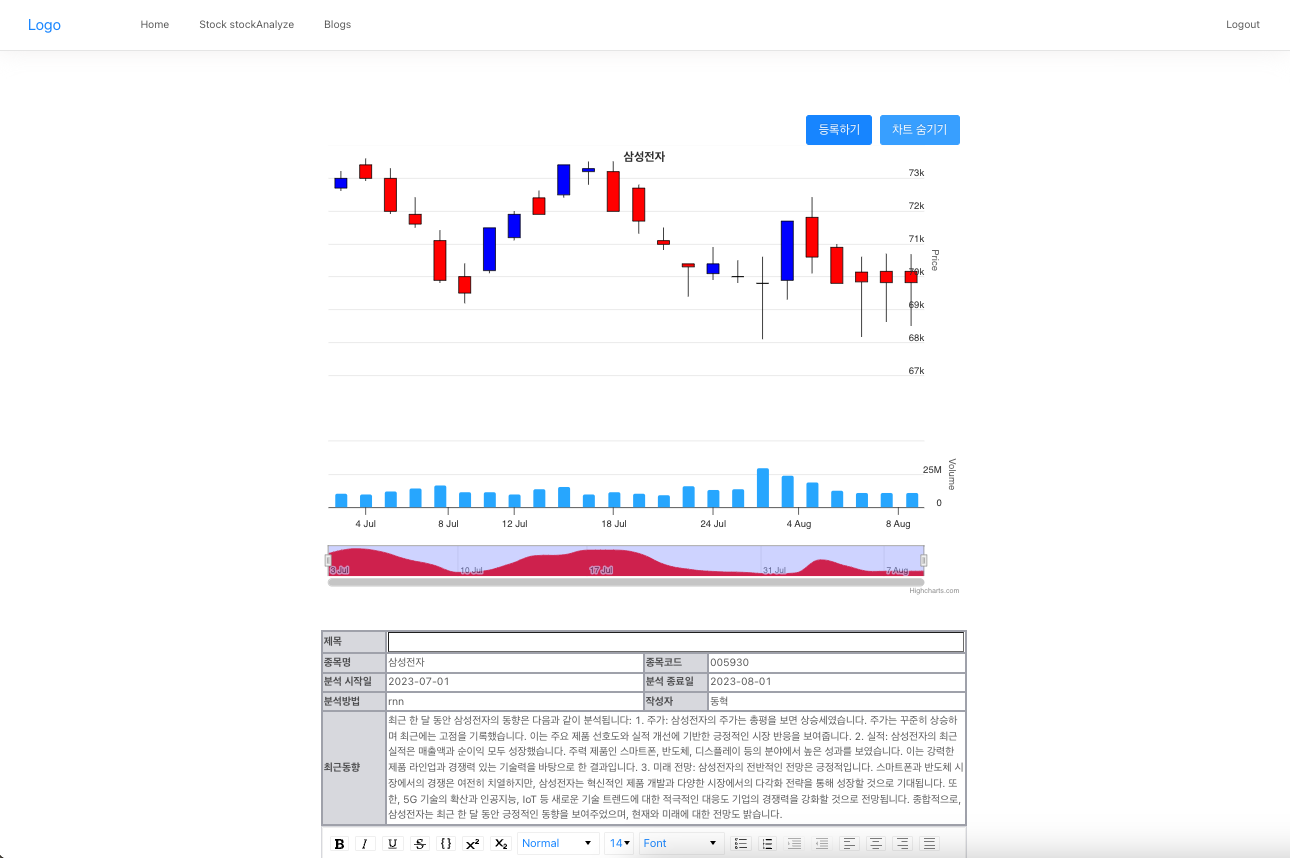 Logo Home Stock stockAnalyze Blogs Logout
등록하기 차트 숨기기
삼성전자
73k
72k
71k
Price
70k
69k
68k
67k
Volume
25M
0
4 Jul 8 Jul 12 Jul 18 Jul 24 Jul 4 Aug 8 Aug
3 Jul 10 Jul 17 Jul 31 Jul 7 Aug
Highcharts.com
제목
종목명 삼성전자 종목코드 005930
분석 시작일 2023-07-01 분석 종료일 2023-08-01
분석방법 rnn 작성자 동혁
최근동향
최근 한 달 동안 삼성전자의 동향은 다음과 같이 분석됩니다: 1. 주가: 삼성전자의 주가는 총평을 보면 상승세였습니다. 주가는 꾸준히 상승하
며 최근에는 고점을 기록했습니다. 이는 주요 제품 선호도와 실적 개선에 기반한 긍정적인 시장 반응을 보여줍니다. 2. 실적: 삼성전자의 최근
실적은 매출액과 순이익 모두 성장했습니다. 주력 제품인 스마트폰, 반도체, 디스플레이 등의 분야에서 높은 성과를 보였습니다. 이는 강력한
제품 라인업과 경쟁력 있는 기술력을 바탕으로 한 결과입니다. 3. 미래 전망: 삼성전자의 전반적인 전망은 긍정적입니다. 스마트폰과 반도체 시
장에서의 경쟁은 여전히 치열하지만, 삼성전자는 혁신적인 제품 개발과 다양한 시장에서의 다각화 전략을 통해 성장할 것으로 기대됩니다. 또
한, 5G 기술의 확산과 인공지능, IoT 등 새로운 기술 트렌드에 대한 적극적인 대응도 기업의 경쟁력을 강화할 것으로 전망됩니다. 종합적으로,
삼성전자는 최근 한 달 동안 긍정적인 동향을 보여주었으며, 현재와 미래에 대한 전망도 밝습니다.
B I U S {} X² X₂ Normal 14 Font